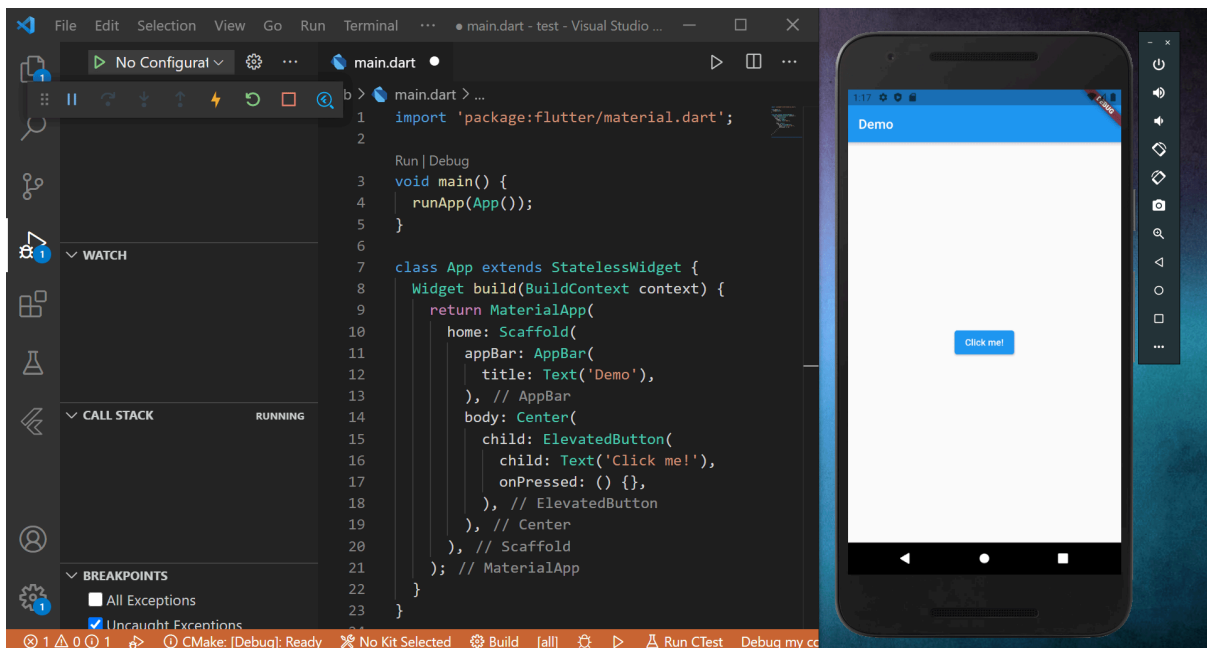 File Edit Selection View Go Run Terminal ··· ● main.dart - test - Visual Studio ...
No Configurat
main.dart ●
b > main.dart > ...
1 import 'package:flutter/material.dart';
2
Run | Debug
3 void main() {
4 runApp(App());
5 }
6
7 class App extends StatelessWidget {
8 Widget build(BuildContext context) {
9 return MaterialApp(
10 home: Scaffold(
11 appBar: AppBar(
12 title: Text('Demo'),
13 ), // AppBar
14 body: Center(
15 child: ElevatedButton(
16 child: Text('Click me!'),
17 onPressed: () {},
18 ), // ElevatedButton
19 ), // Center
20 ), // Scaffold
21 ); // MaterialApp
22 }
23 }
1
1
1
WATCH
CALL STACK RUNNING
BREAKPOINTS
All Exceptions
Uncaught Exceptions
1 0 1 CMake: [Debug]: Ready No Kit Selected Build [all] Run CTest Debug my co
1:17
Debug
Demo
Click me!